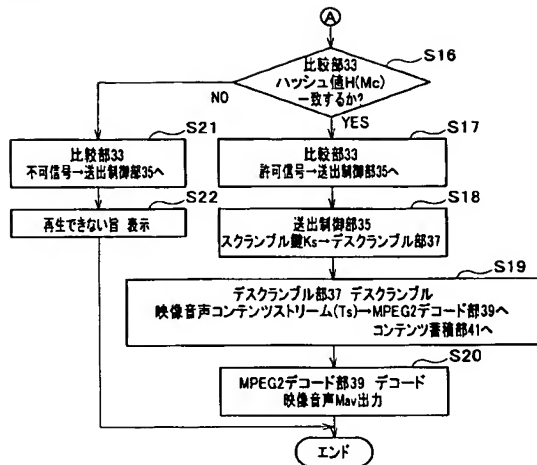 A
S16
比較部33
ハッシュ値H(Mc)
一致するか?
NO
YES
S21
比較部33
不可信号→送出制御部35へ
S17
比較部33
許可信号→送出制御部35へ
S22
再生できない旨 表示
S18
送出制御部35
スクランブル鍵Ks→デスクランブル部37
S19
デスクランブル部37 デスクランブル
映像音声コンテンツストリーム(Ts)→MPEG2デコード部39へ
コンテンツ蓄積部41へ
S20
MPEG2デコード部39 デコード
映像音声Mav出力
エンド